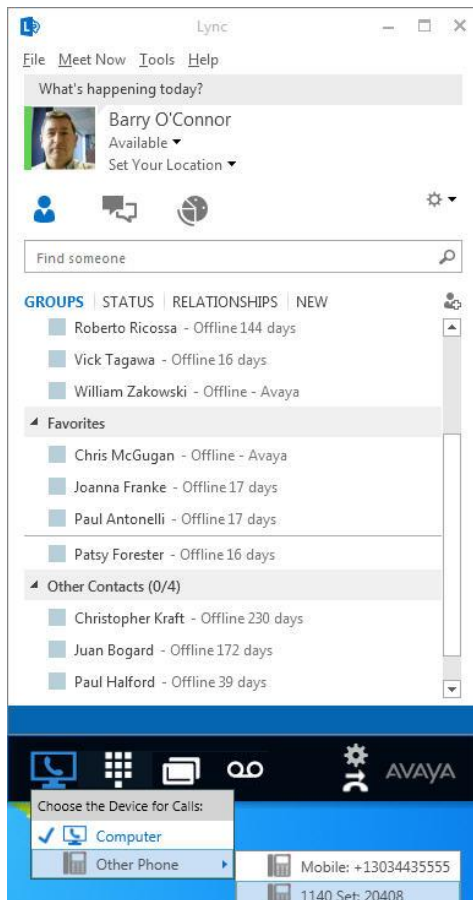 Lync
File Meet Now Tools Help
What's happening today?
Barry O'Connor
Available
Set Your Location
Find someone
GROUPS STATUS RELATIONSHIPS NEW
Roberto Ricossa - Offline 144 days
Vick Tagawa - Offline 16 days
William Zakowski - Offline - Avaya
Favorites
Chris McGugan - Offline - Avaya
Joanna Franke - Offline 17 days
Paul Antonelli - Offline 17 days
Patsy Forester - Offline 16 days
Other Contacts (0/4)
Christopher Kraft - Offline 230 days
Juan Bogard - Offline 172 days
Paul Halford - Offline 39 days
AVAYA
Choose the Device for Calls:
Computer
Other Phone
Mobile: +13034435555
1140 Set: 20408